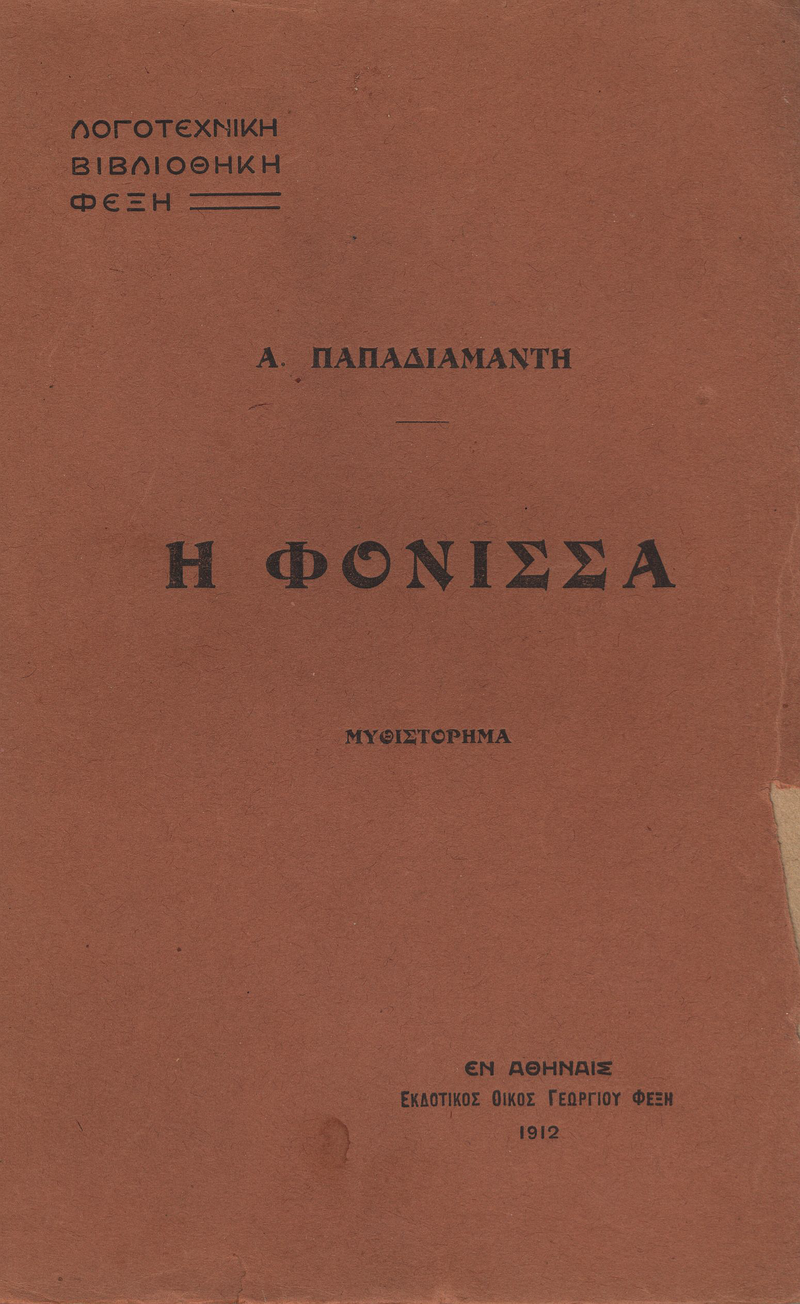 ΛΟΓΟΤΕΧΝΙΚΗ
ΒΙΒΛΙΟΘΗΚΗ
ΦΕΞΗ
Α. ΠΑΠΑΔΙΑΜΑΝΤΗ
Η ΦΟΝΙΣΣΑ
ΜΥΘΙΣΤΟΡΗΜΑ
ΕΝ ΑΘΗΝΑΙΣ
ΕΚΔΟΤΙΚΟΣ ΟΙΚΟΣ ΓΕΩΡΓΙΟΥ ΦΕΞΗ
1912